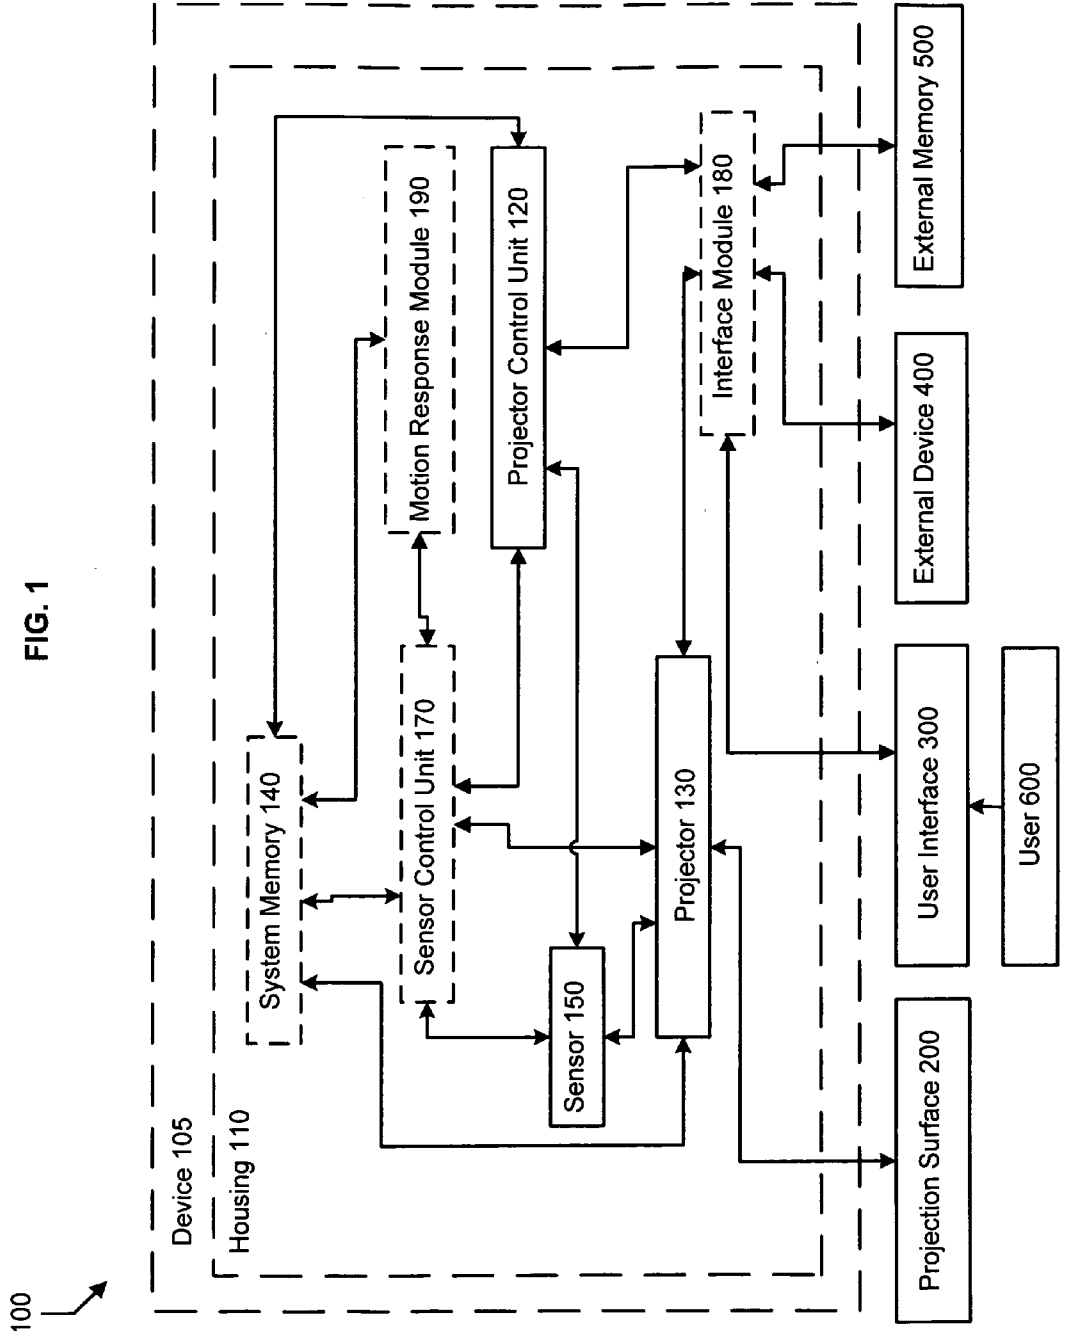 FIG. 1
100
Device 105
Housing 110
System Memory 140
Sensor Control Unit 170
Motion Response Module 190
Projector Control Unit 120
Sensor 150
Projector 130
Interface Module 180
Projection Surface 200
User Interface 300
External Device 400
External Memory 500
User 600